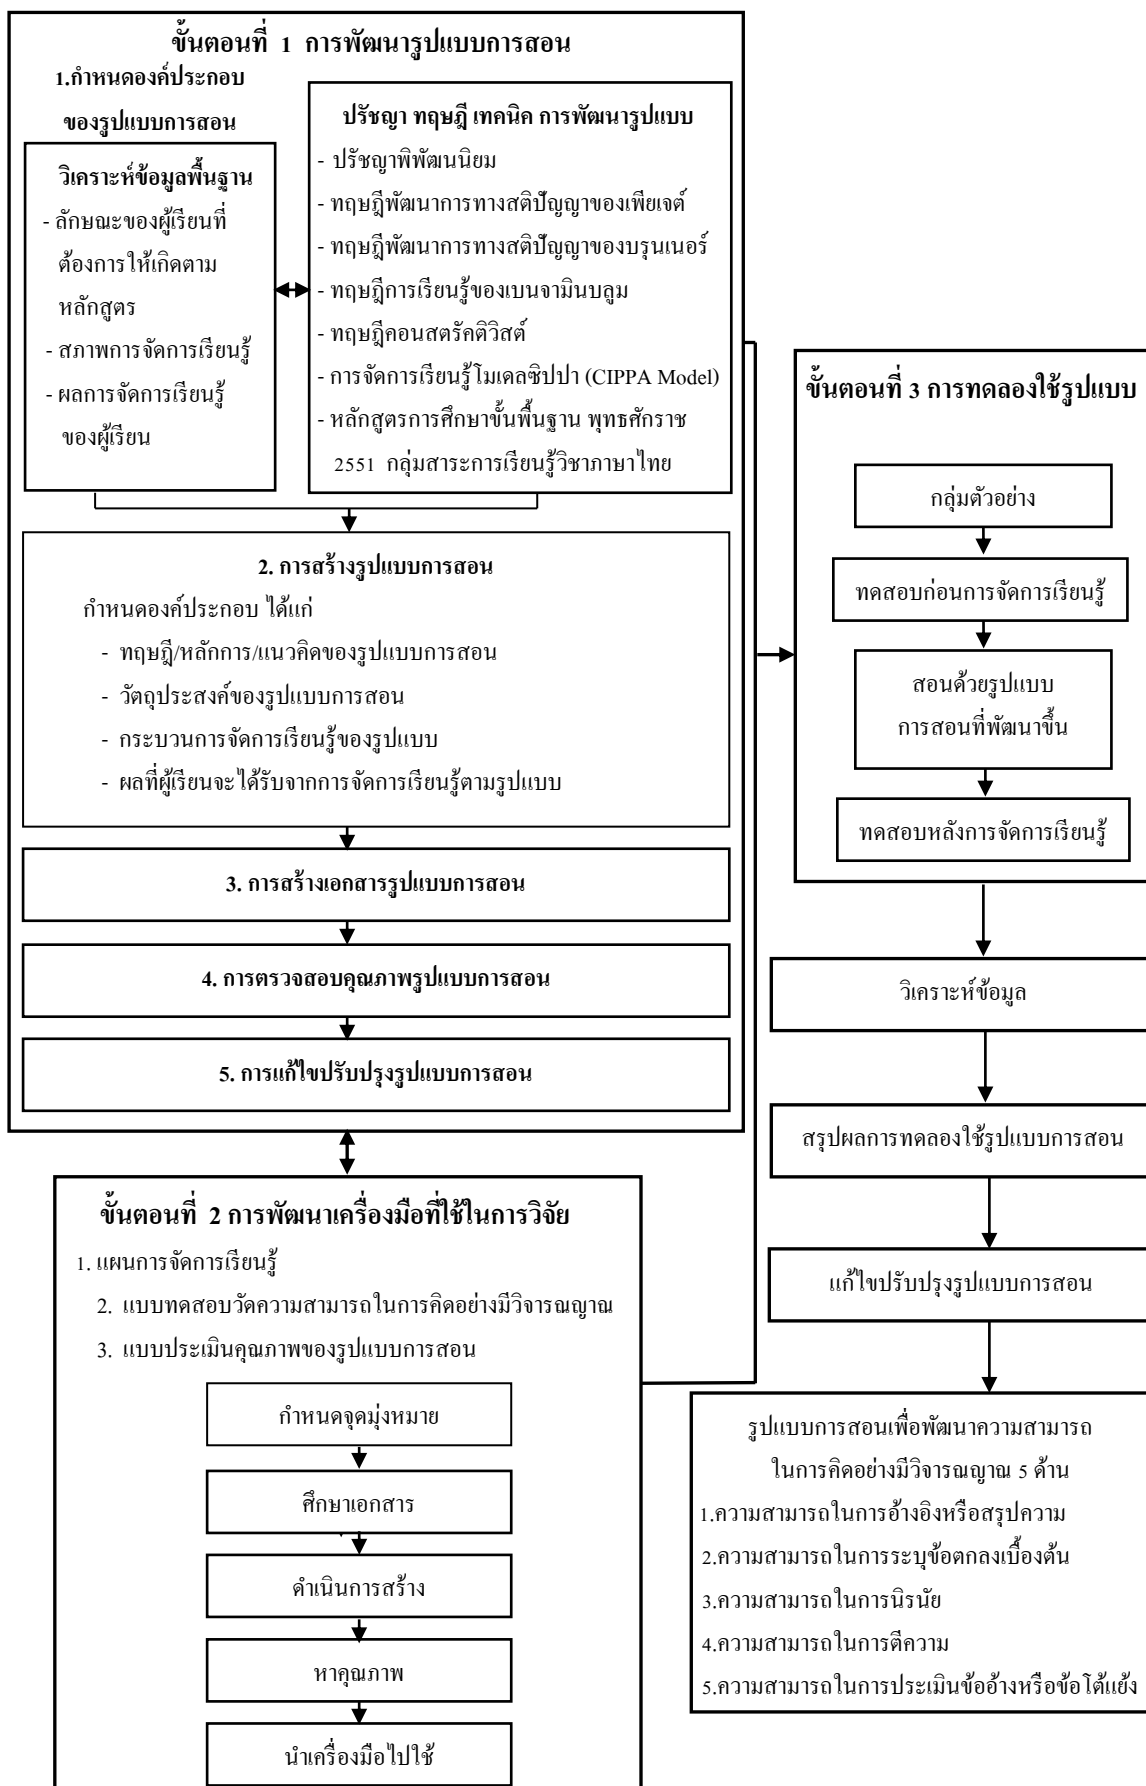 ขั้นตอนที่ 1 การพัฒนารูปแบบการสอน
1.กำหนดองค์ประกอบ
ของรูปแบบการสอน
วิเคราะห์ข้อมูลพื้นฐาน
- ลักษณะของผู้เรียนที่
ต้องการให้เกิดตาม
หลักสูตร
- สภาพการจัดการเรียนรู้
- ผลการจัดการเรียนรู้
ของผู้เรียน
ปรัชญา ทฤษฎี เทคนิค การพัฒนารูปแบบ
- ปรัชญาพิพัฒนนิยม
- ทฤษฎีพัฒนาการทางสติปัญญาของเพียเจต์
- ทฤษฎีพัฒนาการทางสติปัญญาของบรุนเนอร์
- ทฤษฎีการเรียนรู้ของเบนจามินบลูม
- ทฤษฎีคอนสตรัคติวิสต์
- การจัดการเรียนรู้โมเดลซิปปา (CIPPA Model)
- หลักสูตรการศึกษาขั้นพื้นฐาน พุทธศักราช
2551 กลุ่มสาระการเรียนรู้วิชาภาษาไทย
2. การสร้างรูปแบบการสอน
กำหนดองค์ประกอบ ได้แก่
- ทฤษฎี/หลักการ/แนวคิดของรูปแบบการสอน
- วัตถุประสงค์ของรูปแบบการสอน
- กระบวนการจัดการเรียนรู้ของรูปแบบ
- ผลที่ผู้เรียนจะได้รับจากการจัดการเรียนรู้ตามรูปแบบ
3. การสร้างเอกสารรูปแบบการสอน
4. การตรวจสอบคุณภาพรูปแบบการสอน
5. การแก้ไขปรับปรุงรูปแบบการสอน
ขั้นตอนที่ 2 การพัฒนาเครื่องมือที่ใช้ในการวิจัย
1. แผนการจัดการเรียนรู้
2. แบบทดสอบวัดความสามารถในการคิดอย่างมีวิจารณญาณ
3. แบบประเมินคุณภาพของรูปแบบการสอน
กำหนดจุดมุ่งหมาย
ศึกษาเอกสาร
ดำเนินการสร้าง
หาคุณภาพ
นำเครื่องมือไปใช้
ขั้นตอนที่ 3 การทดลองใช้รูปแบบ
กลุ่มตัวอย่าง
ทดสอบก่อนการจัดการเรียนรู้
สอนด้วยรูปแบบ
การสอนที่พัฒนาขึ้น
ทดสอบหลังการจัดการเรียนรู้
วิเคราะห์ข้อมูล
สรุปผลการทดลองใช้รูปแบบการสอน
แก้ไขปรับปรุงรูปแบบการสอน
รูปแบบการสอนเพื่อพัฒนาความสามารถ
ในการคิดอย่างมีวิจารณญาณ 5 ด้าน
1.ความสามารถในการอ้างอิงหรือสรุปความ
2.ความสามารถในการระบุข้อตกลงเบื้องต้น
3.ความสามารถในการนิรนัย
4.ความสามารถในการตีความ
5.ความสามารถในการประเมินข้ออ้างหรือข้อโต้แย้ง